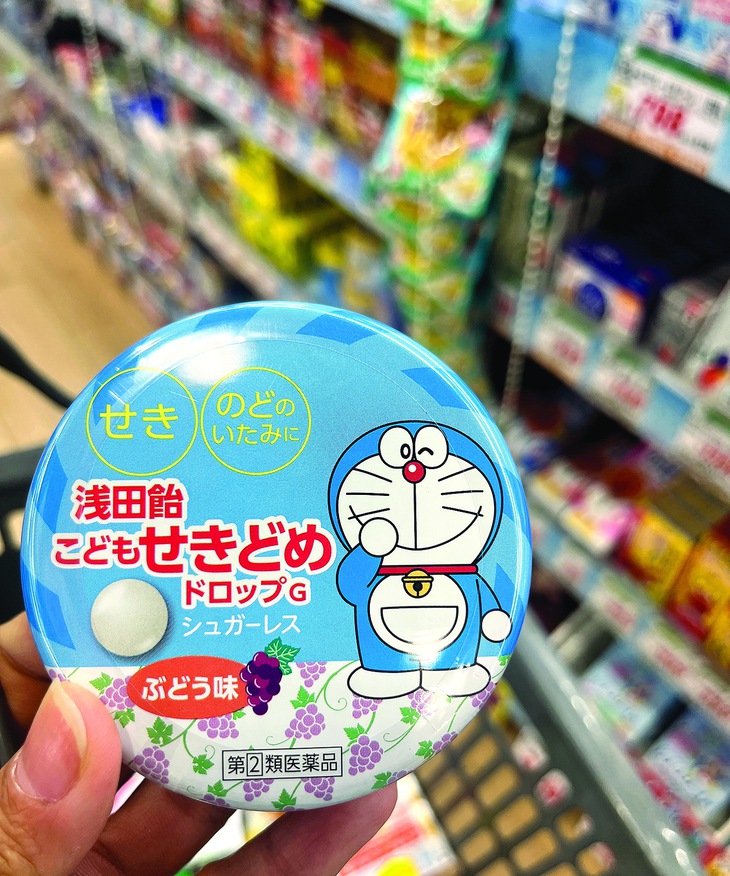 せき
のどの
いたみに
浅田飴
こどもせきどめ
ドロップG
シュガーレス
ぶどう味
第②類医薬品
798